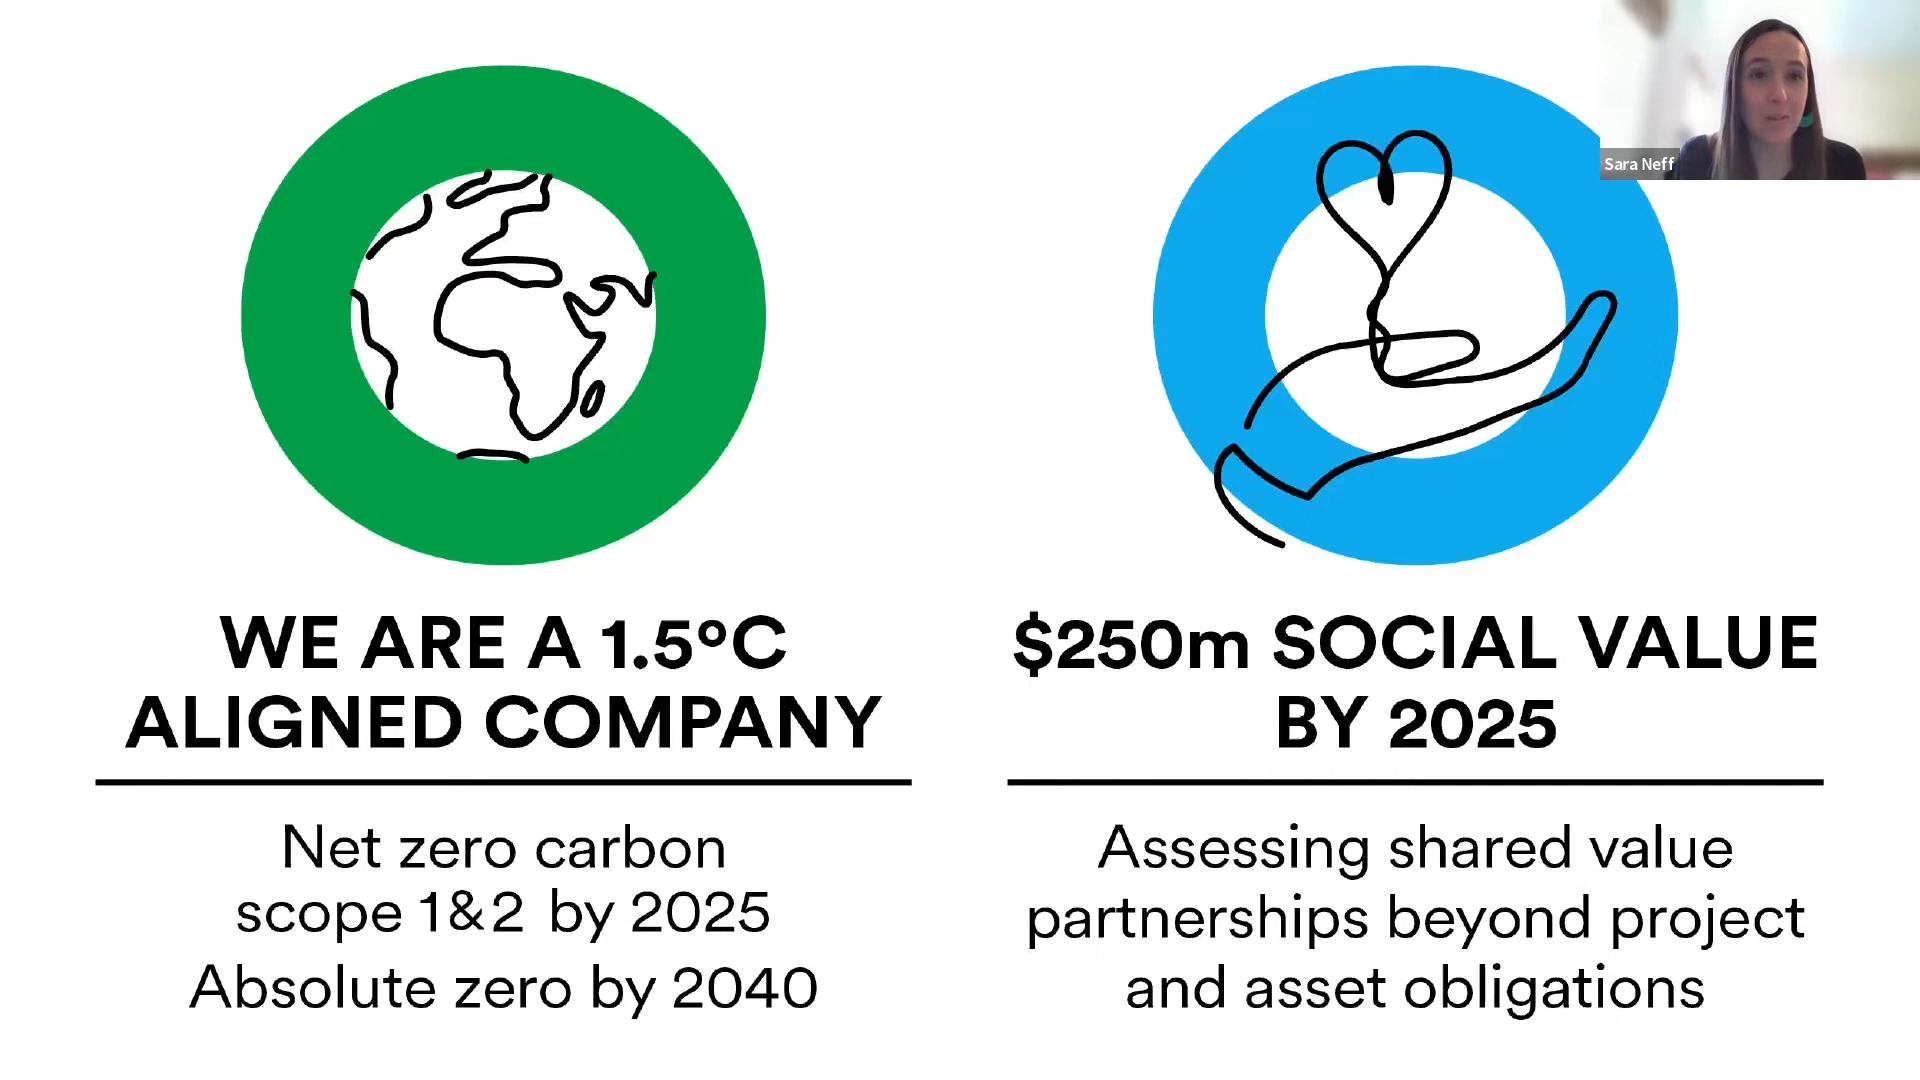 Sara Neff
WE ARE A 1.5°C
ALIGNED COMPANY
Net zero carbon
scope 1&2 by 2025
Absolute zero by 2040
$250m SOCIAL VALUE
BY 2025
Assessing shared value
partnerships beyond project
and asset obligations